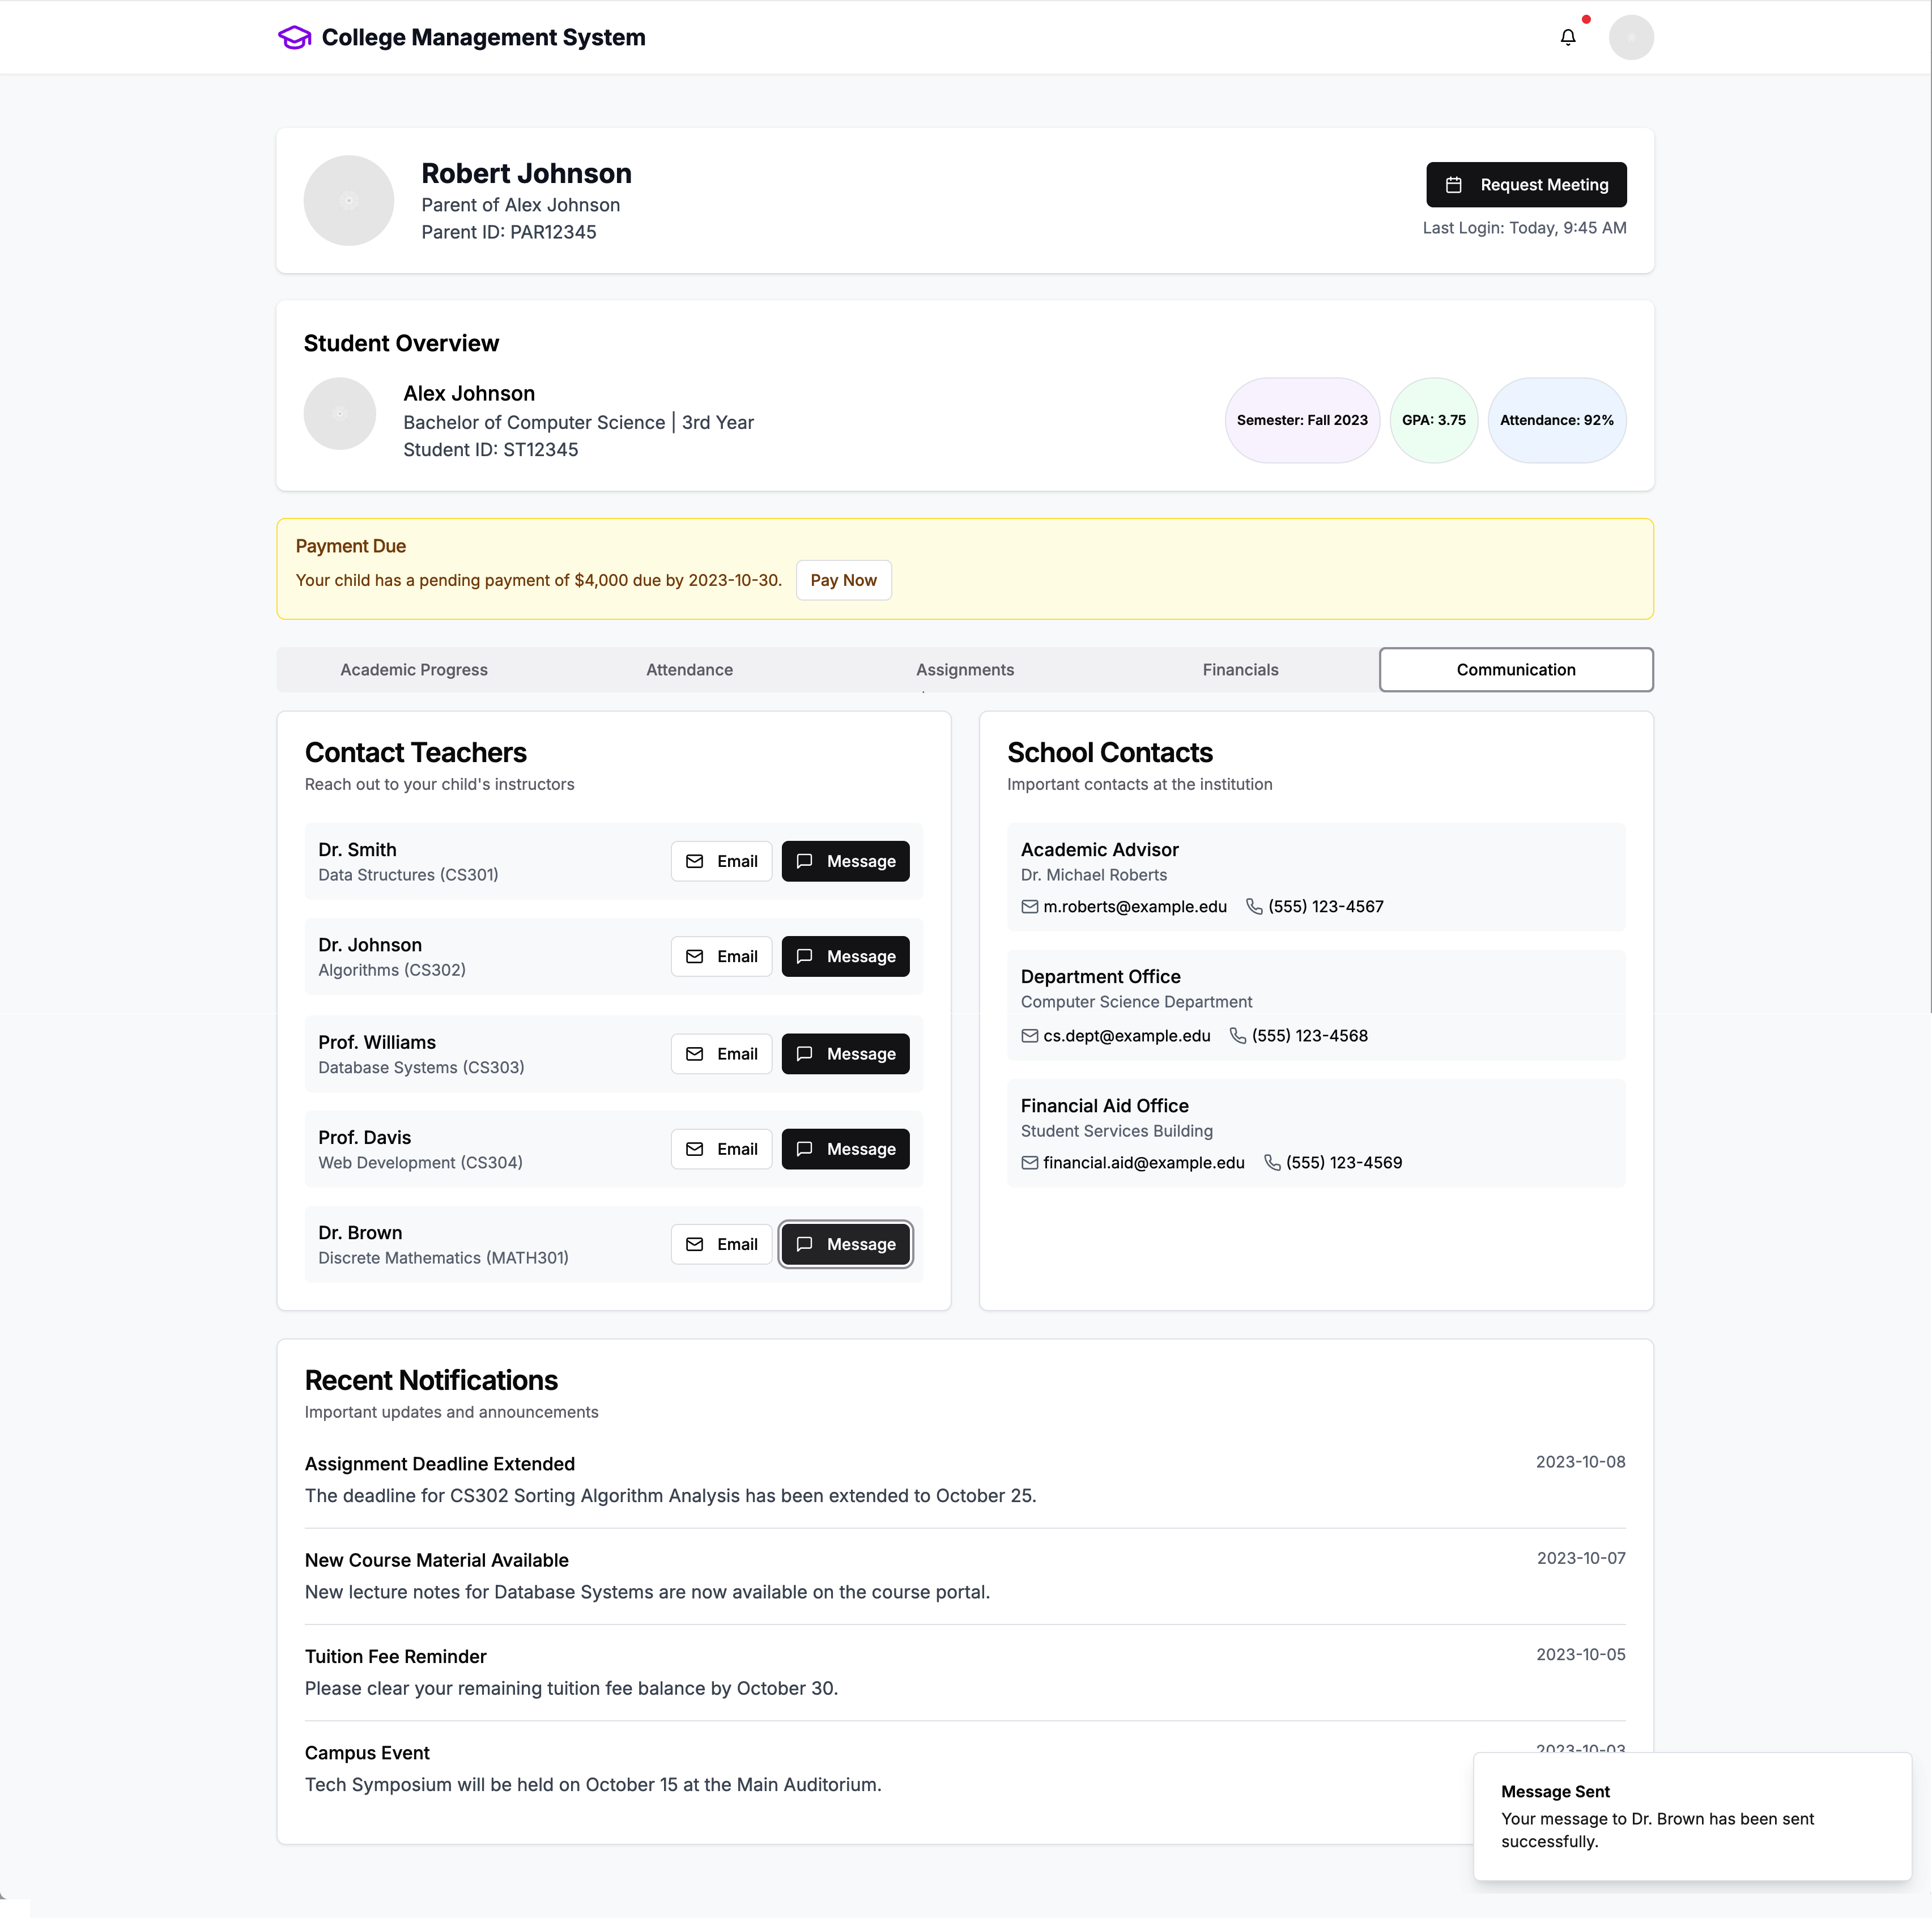 College Management System
Robert Johnson
Parent of Alex Johnson
Parent ID: PAR12345
Request Meeting
Last Login: Today, 9:45 AM
Student Overview
Alex Johnson
Bachelor of Computer Science | 3rd Year
Student ID: ST12345
Semester: Fall 2023
GPA: 3.75
Attendance: 92%
Payment Due
Your child has a pending payment of $4,000 due by 2023-10-30.
Pay Now
Academic Progress
Attendance
Assignments
Financials
Communication
Contact Teachers
Reach out to your child's instructors
Dr. Smith
Data Structures (CS301)
Email
Message
Dr. Johnson
Algorithms (CS302)
Email
Message
Prof. Williams
Database Systems (CS303)
Email
Message
Prof. Davis
Web Development (CS304)
Email
Message
Dr. Brown
Discrete Mathematics (MATH301)
Email
Message
School Contacts
Important contacts at the institution
Academic Advisor
Dr. Michael Roberts
m.roberts@example.edu
(555) 123-4567
Department Office
Computer Science Department
cs.dept@example.edu
(555) 123-4568
Financial Aid Office
Student Services Building
financial.aid@example.edu
(555) 123-4569
Recent Notifications
Important updates and announcements
Assignment Deadline Extended
2023-10-08
The deadline for CS302 Sorting Algorithm Analysis has been extended to October 25.
New Course Material Available
2023-10-07
New lecture notes for Database Systems are now available on the course portal.
Tuition Fee Reminder
2023-10-05
Please clear your remaining tuition fee balance by October 30.
Campus Event
2023-10-03
Tech Symposium will be held on October 15 at the Main Auditorium.
Message Sent
Your message to Dr. Brown has been sent
successfully.